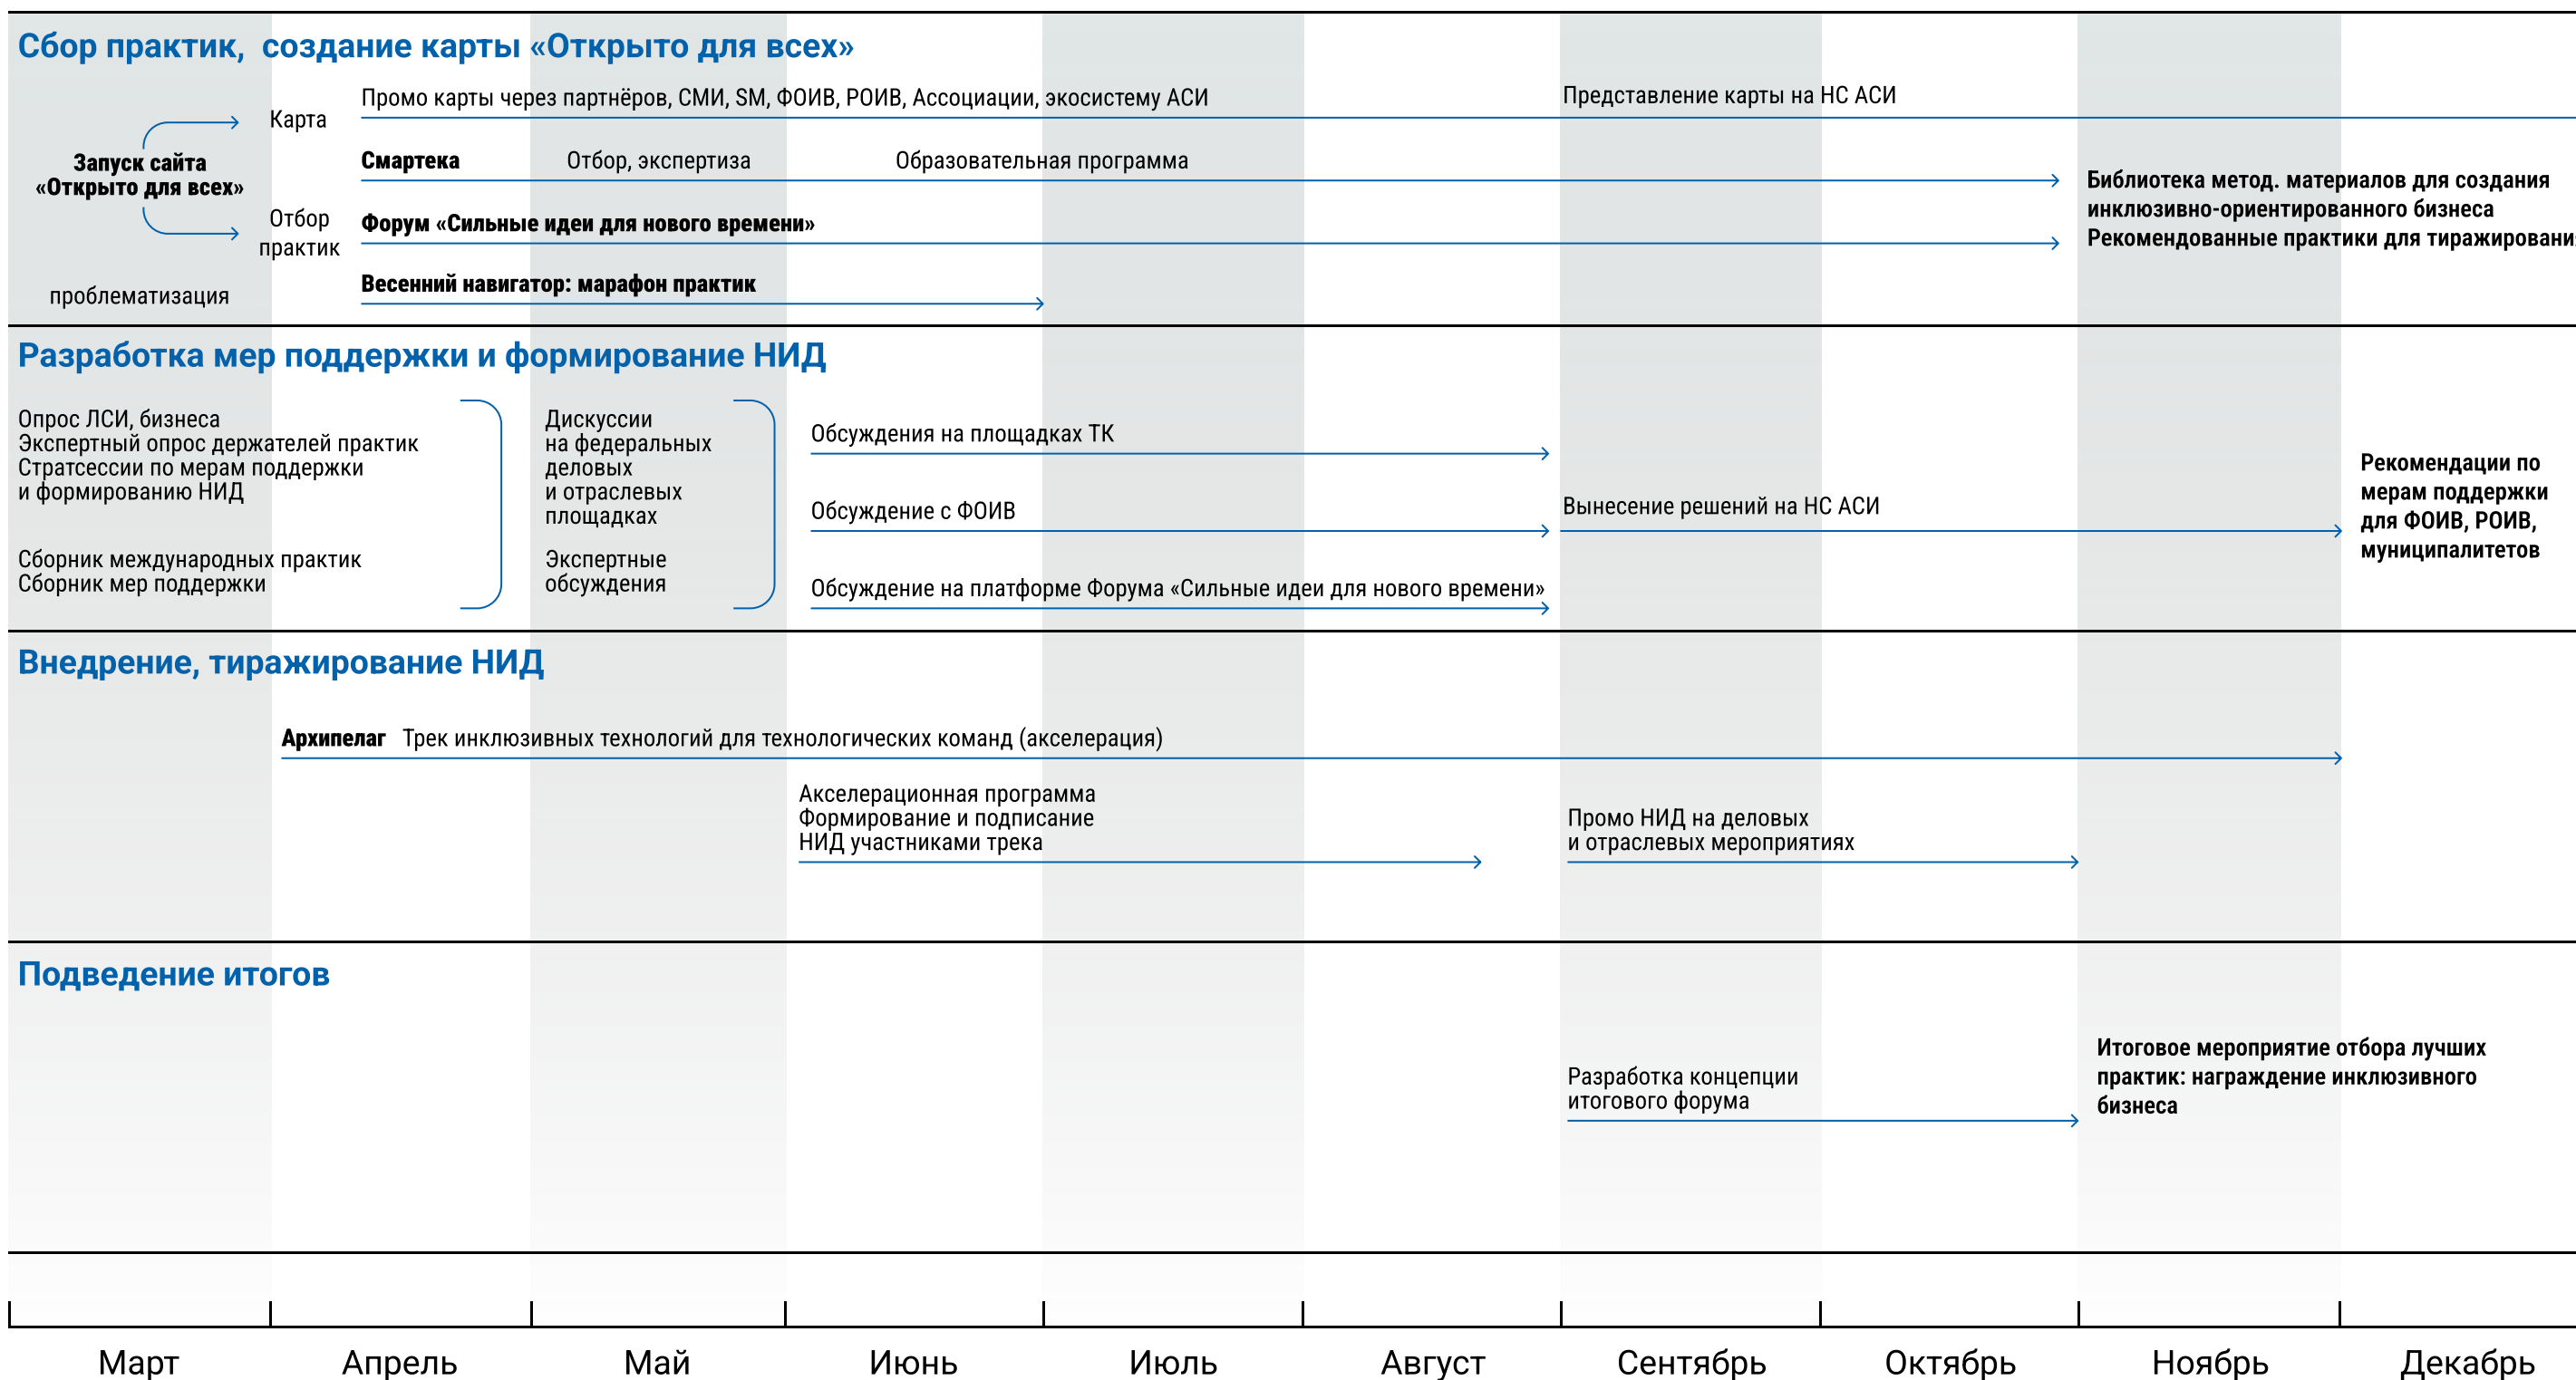 Сбор практик, создание карты «Открыто для всех»
Промо карты через партнёров, СМИ, SM, ФОИВ, РОИВ, Ассоциации, экосистему АСИ
Представление карты на НС АСИ
Карта
Запуск сайта
«Открыто для всех»
Смартека
Отбор, экспертиза
Образовательная программа
Библиотека метод. материалов для создания
инклюзивно-ориентированного бизнеса
Рекомендованные практики для тиражировани
Отбор
практик
Форум «Сильные идеи для нового времени»
проблематизация
Весенний навигатор: марафон практик
Разработка мер поддержки и формирование НИД
Опрос ЛСИ, бизнеса
Экспертный опрос держателей практик
Стратсессии по мерам поддержки
и формированию НИД
Сборник международных практик
Сборник мер поддержки
Дискуссии
на федеральных
деловых
и отраслевых
площадках
Экспертные
обсуждения
Обсуждения на площадках ТК
Обсуждение с ФОИВ
Обсуждение на платформе Форума «Сильные идеи для нового времени»
Вынесение решений на НС АСИ
Рекомендации по
мерам поддержки
для ФОИВ, РОИВ,
муниципалитетов
Внедрение, тиражирование НИД
Архипелаг Трек инклюзивных технологий для технологических команд (акселерация)
Акселерационная программа
Формирование и подписание
НИД участниками трека
Промо НИД на деловых
и отраслевых мероприятиях
Подведение итогов
Разработка концепции
итогового форума
Итоговое мероприятие отбора лучших
практик: награждение инклюзивного
бизнеса
Март
Апрель
Май
Июнь
Июль
Август
Сентябрь
Октябрь
Ноябрь
Декабрь